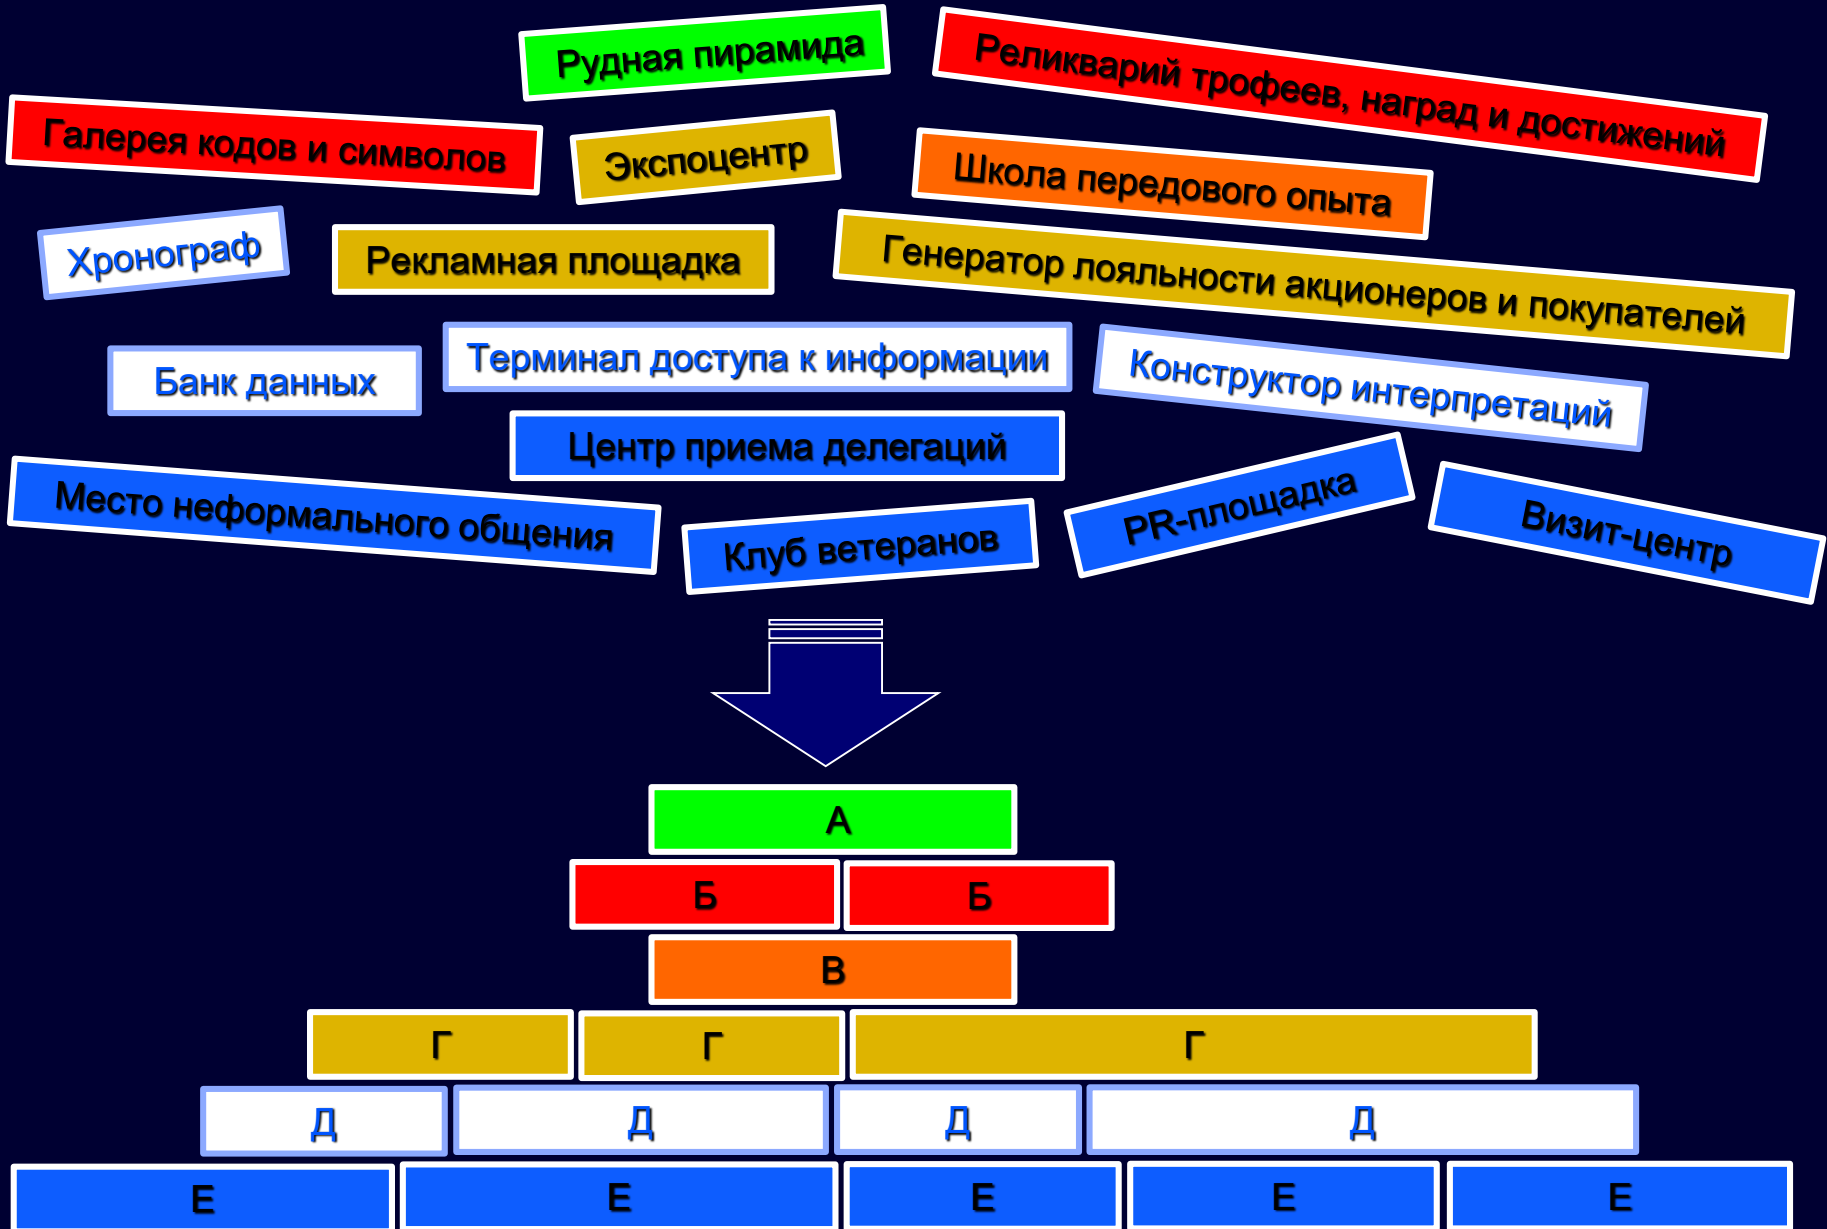 Рудная пирамида
Реликварий трофеев, наград и достижений
Галерея кодов и символов
Экспоцентр
Школа передового опыта
Хронограф
Рекламная площадка
Генератор лояльности акционеров и покупателей
Банк данных
Терминал доступа к информации
Конструктор интерпретаций
Центр приема делегаций
Место неформального общения
Клуб ветеранов
PR-площадка
Визит-центр
А
Б Б
В
Г Г Г
Д Д Д Д
Е Е Е Е Е